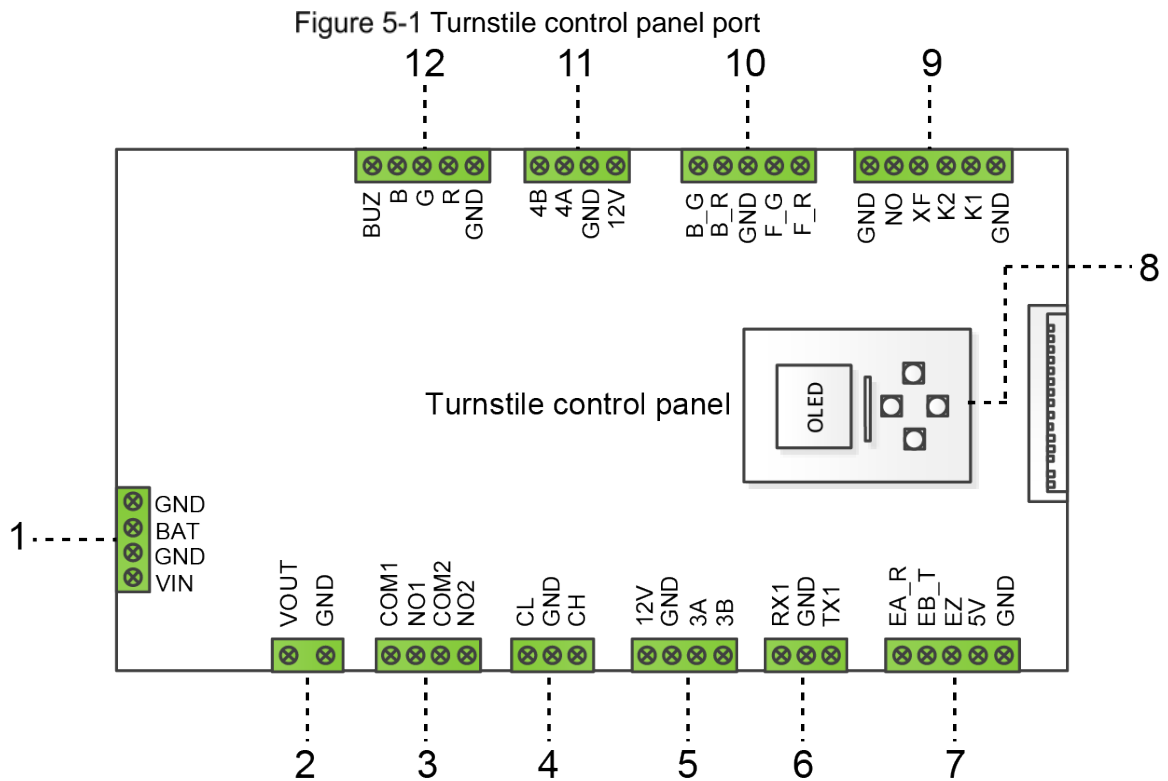 Figure 5-1 Turnstile control panel port
12 11 10 9
BUZ B G R GND
4B 4A GND 12V
B_G B_R GND F_G F_R
GND NO XF K2 K1 GND
8
Turnstile control panel
OLED
1
GND
BAT
GND
VIN
VOUT GND
COM1 NO1 COM2 NO2
CL GND CH
12V GND 3A 3B
RX1 GND TX1
EA_R EB_T EZ 5V GND
2 3 4 5 6 7